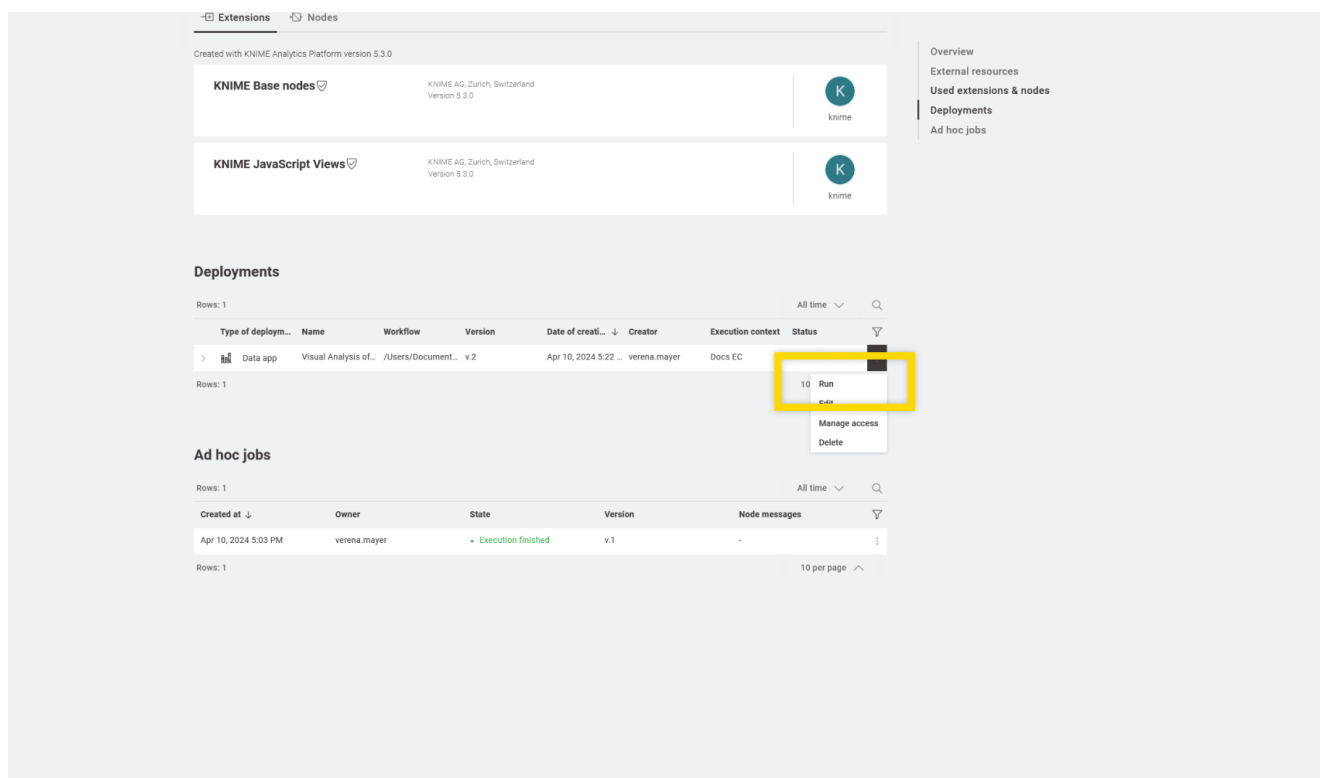 Extensions Nodes
Created with KNIME Analytics Platform version 5.3.0
KNIME Base nodes
KNIME AG, Zurich, Switzerland
Version 5.3.0
K
knime
KNIME JavaScript Views
KNIME AG, Zurich, Switzerland
Version 5.3.0
K
knime
Overview
External resources
Used extensions & nodes
Deployments
Ad hoc jobs
Deployments
Rows: 1 All time
Type of deploym... Name Workflow Version Date of creati... ↓ Creator Execution context Status
Data app Visual Analysis of... /Users/Document... v.2 Apr 10, 2024 5:22 ... verena.mayer Docs EC
Rows: 1 10
Run
Edit
Manage access
Delete
Ad hoc jobs
Rows: 1 All time
Created at ↓ Owner State Version Node messages
Apr 10, 2024 5:03 PM verena.mayer • Execution finished v.1 -
Rows: 1 10 per page